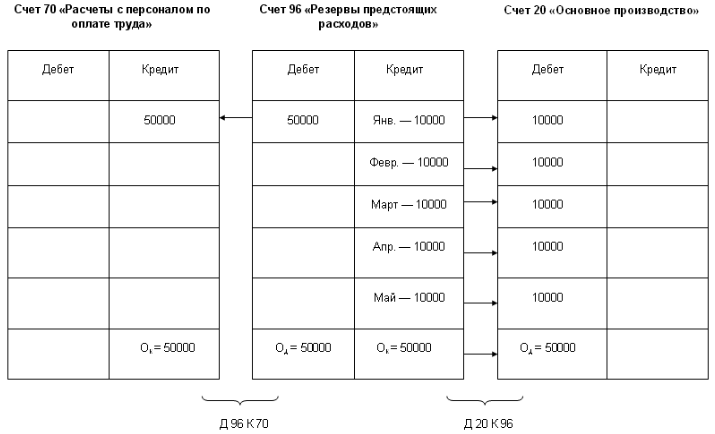 Счет 70 «Расчеты с персоналом по
оплате труда»
Счет 96 «Резервы предстоящих
расходов»
Счет 20 «Основное производство»
Дебет Кредит Дебет Кредит Дебет Кредит
50000 50000 Янв. — 10000 10000
Февр. — 10000 10000
Март — 10000 10000
Апр. — 10000 10000
Май — 10000 10000
Ок = 50000 Од = 50000 Ок = 50000 Од = 50000
Д 96 К 70 Д 20 К 96